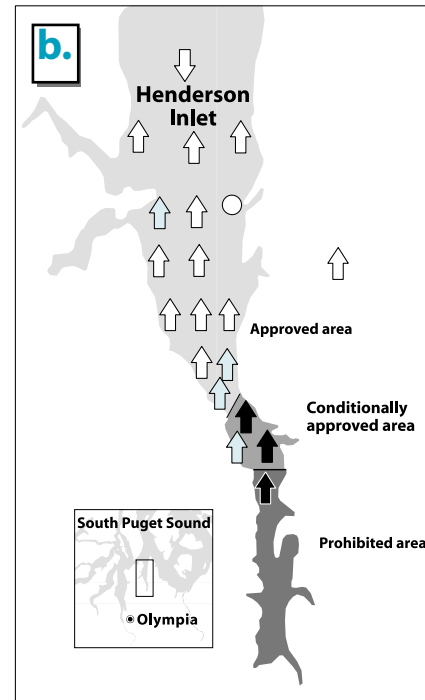 b.
Henderson
Inlet
Approved area
Conditionally
approved area
Prohibited area
South Puget Sound
Olympia